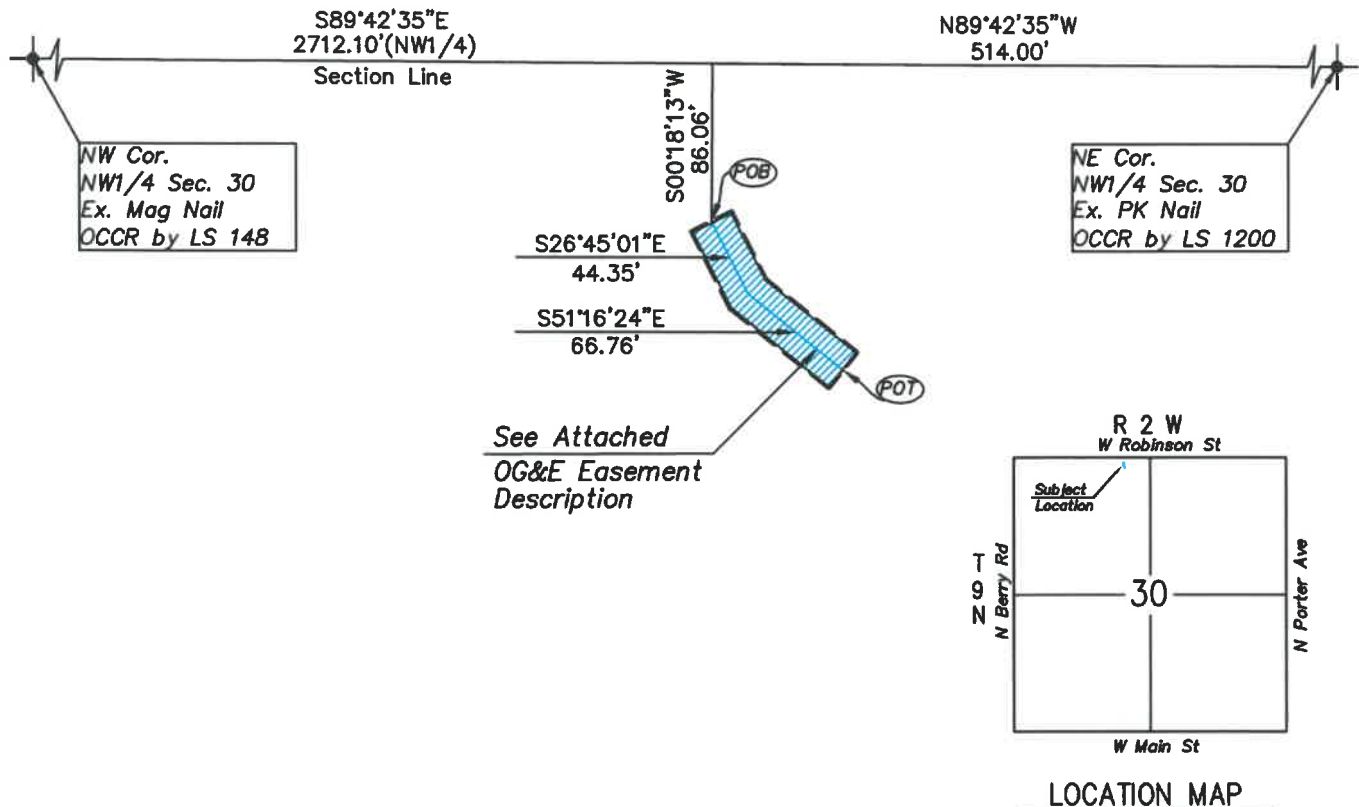 S89°42'35"E
2712.10'(NW1/4)
Section Line
N89°42'35"W
514.00'
S00°18'13"W
86.06'
NW Cor.
NW1/4 Sec. 30
Ex. Mag Nail
OCCR by LS 148
NE Cor.
NW1/4 Sec. 30
Ex. PK Nail
OCCR by LS 1200
POB
S26°45'01"E
44.35'
S51°16'24"E
66.76'
POT
See Attached
OG&E Easement
Description
R 2 W
W Robinson St
Subject
Location
T
9
N
N Berry Rd
30
N Porter Ave
W Main St
LOCATION MAP